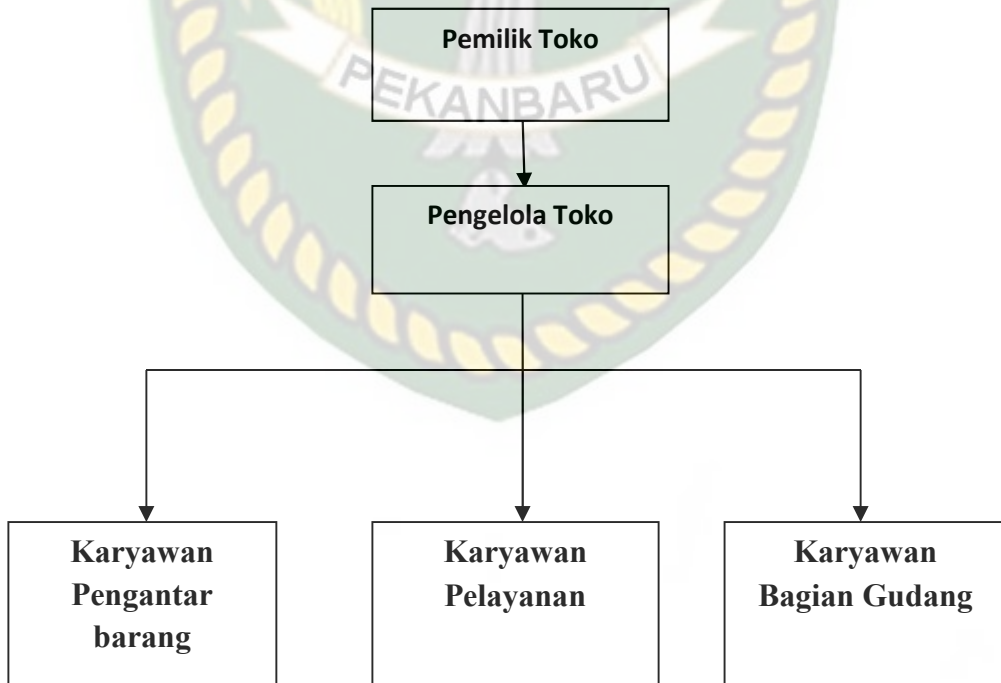 Pemilik Toko
PEKANBARU
Pengelola Toko
Karyawan
Pengantar
barang
Karyawan
Pelayanan
Karyawan
Bagian Gudang